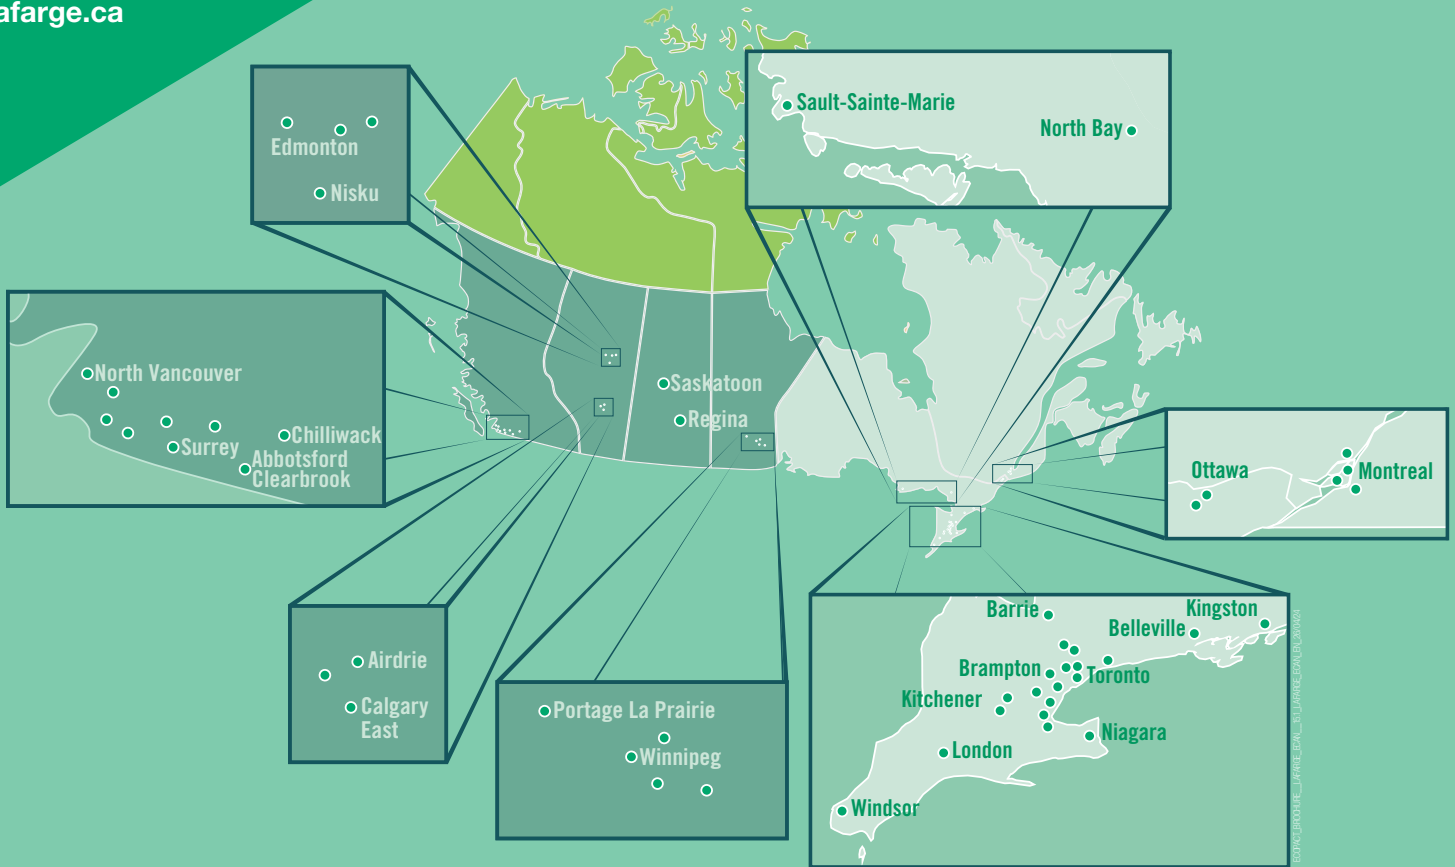 afarge.ca
Edmonton
Nisku
Sault-Sainte-Marie
North Bay
North Vancouver
Surrey
Chilliwack
Abbotsford
Clearbrook
Saskatoon
Regina
Ottawa
Montreal
Airdrie
Calgary
East
Portage La Prairie
Winnipeg
Barrie
Kingston
Belleville
Brampton
Toronto
Kitchener
Niagara
London
Windsor